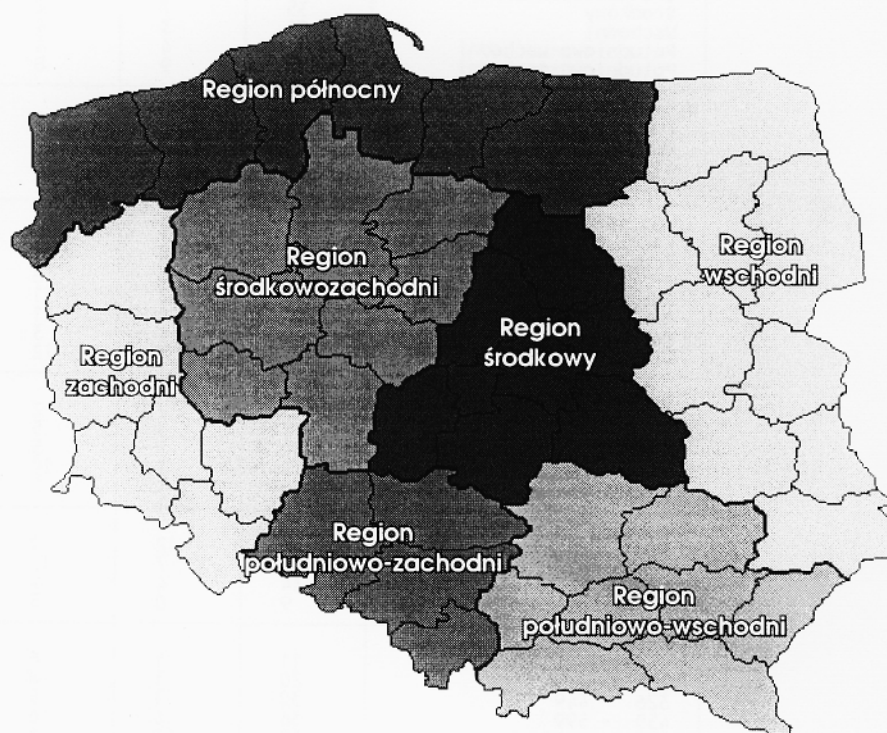 Region północny
Region
środkowozachodni
Region
wschodni
Region
środkowy
Region
zachodni
Region
południowo-zachodni
Region
południowo-wschodni